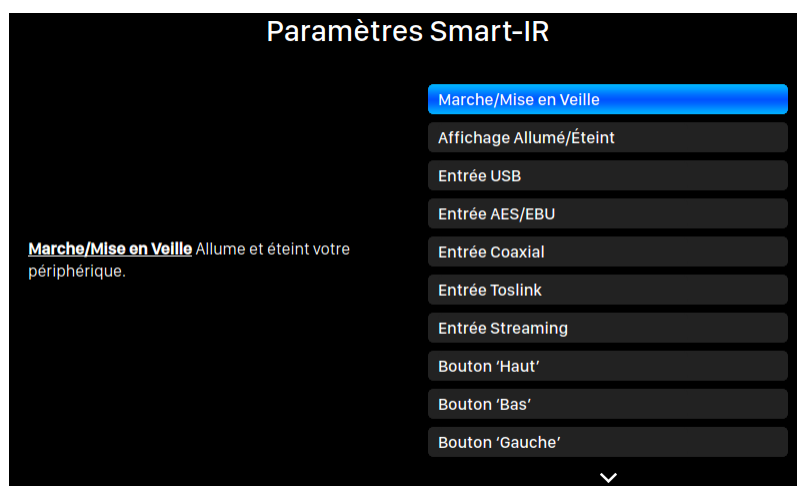 Paramètres Smart-IR
Marche/Mise en Veille
Affichage Allumé/Éteint
Entrée USB
Entrée AES/EBU
Marche/Mise en Veille Allume et éteint votre
périphérique.
Entrée Coaxial
Entrée Toslink
Entrée Streaming
Bouton ‘Haut’
Bouton ‘Bas’
Bouton ‘Gauche’